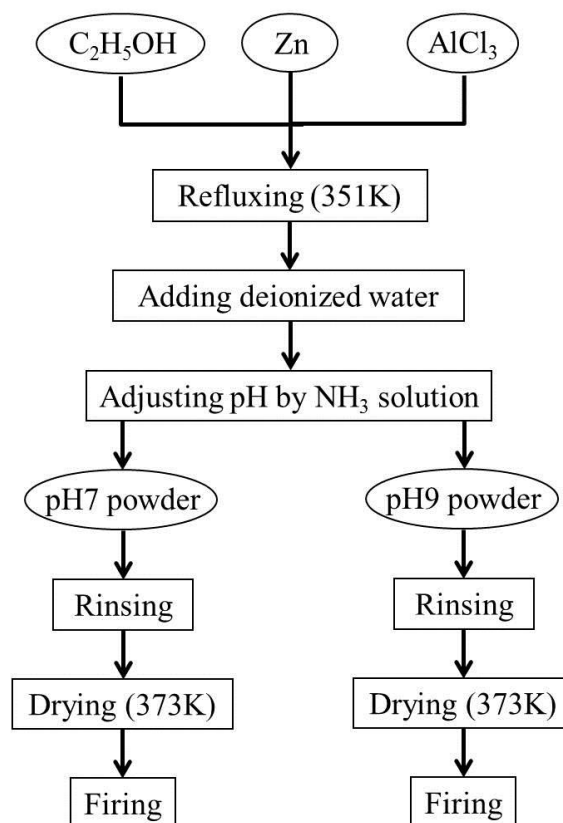 C₂H₅OH
Zn
AlCl₃
Refluxing (351K)
Adding deionized water
Adjusting pH by NH₃ solution
pH7 powder
pH9 powder
Rinsing
Rinsing
Drying (373K)
Drying (373K)
Firing
Firing